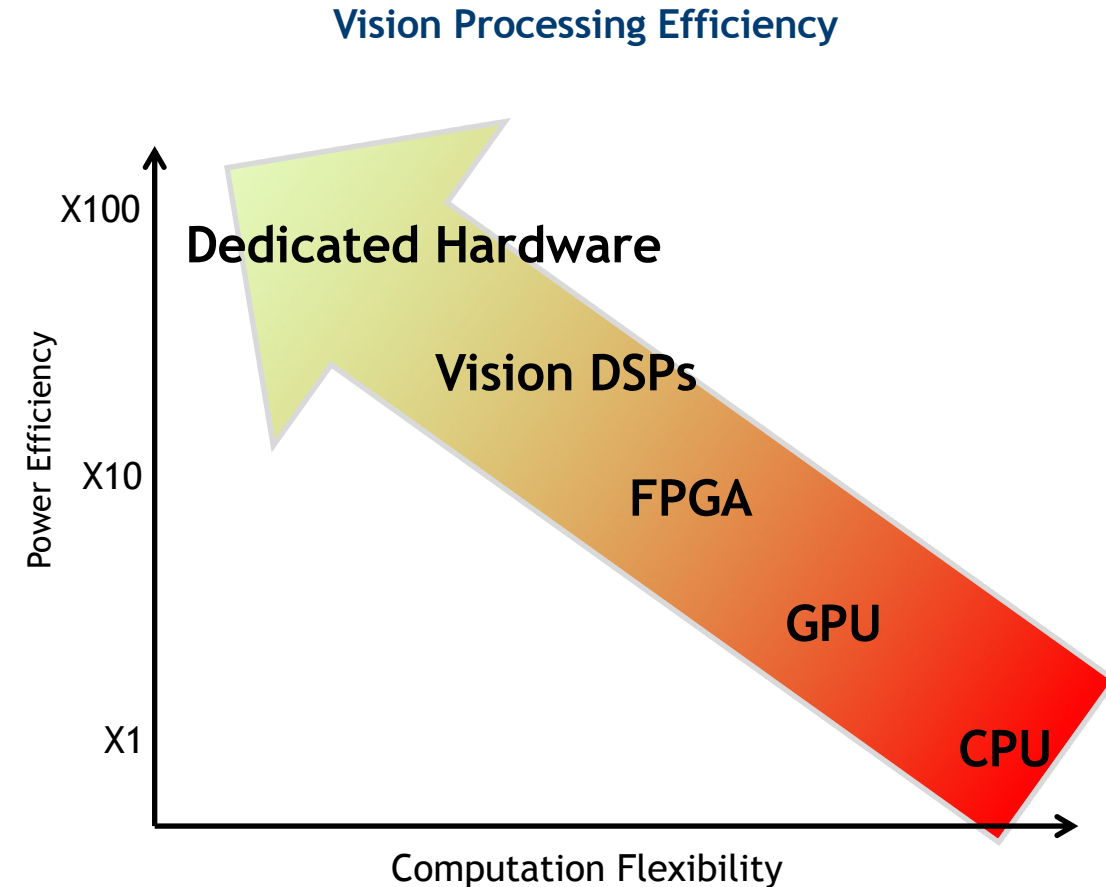 Vision Processing Efficiency
X100
Dedicated Hardware
Vision DSPs
Power Efficiency
X10
FPGA
GPU
X1
CPU
Computation Flexibility